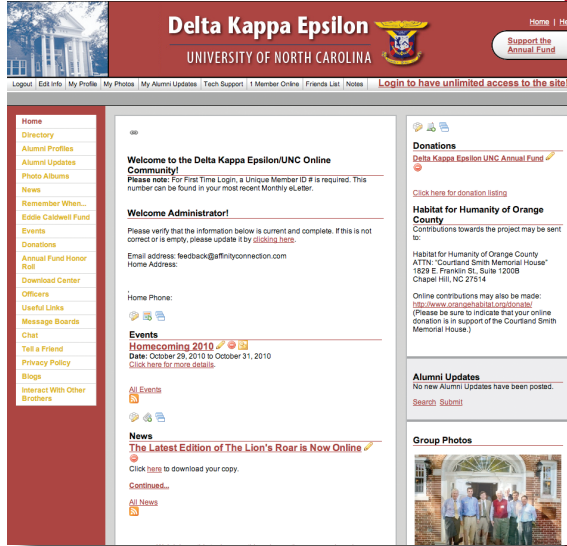 Delta Kappa Epsilon
UNIVERSITY OF NORTH CAROLINA
Home | He
Support the
Annual Fund
Logout Edit Info My Profile My Photos My Alumni Updates Tech Support 1 Member Online Friends List Notes Login to have unlimited access to the site!
Home
Directory
Alumni Profiles
Alumni Updates
Photo Albums
News
Remember When...
Eddie Caldwell Fund
Events
Donations
Annual Fund Honor
Roll
Download Center
Officers
Useful Links
Message Boards
Chat
Tell a Friend
Privacy Policy
Blogs
Interact With Other
Brothers
Welcome to the Delta Kappa Epsilon/UNC Online
Community!
Please note: For First Time Login, a Unique Member ID # is required. This
number can be found in your most recent Monthly eLetter.
Welcome Administrator!
Please verify that the information below is current and complete. If this is not
correct or is empty, please update it by clicking here.
Email address: feedback@affinityconnection.com
Home Address:
,
Home Phone:
Events
Homecoming 2010
Date: October 29, 2010 to October 31, 2010
Click here for more details.
All Events
News
The Latest Edition of The Lion's Roar is Now Online
Click here to download your copy.
Continued...
All News
Donations
Delta Kappa Epsilon UNC Annual Fund
Click here for donation listing
Habitat for Humanity of Orange
County
Contributions towards the project may be sent
to:
Habitat for Humanity of Orange County
ATTN: "Courtland Smith Memorial House"
1829 E. Franklin St., Suite 1200B
Chapel Hill, NC 27514
Online contributions may also be made:
http://www.orangehabitat.org/donate/
(Please be sure to indicate that your online
donation is in support of the Courtland Smith
Memorial House.)
Alumni Updates
No new Alumni Updates have been posted.
Search Submit
Group Photos